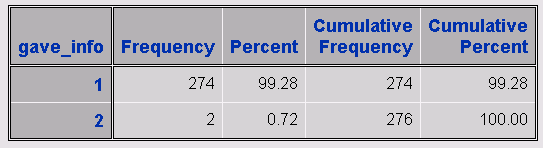 gave_info Frequency Percent Cumulative Frequency Cumulative Percent
1 274 99.28 274 99.28
2 2 0.72 276 100.00